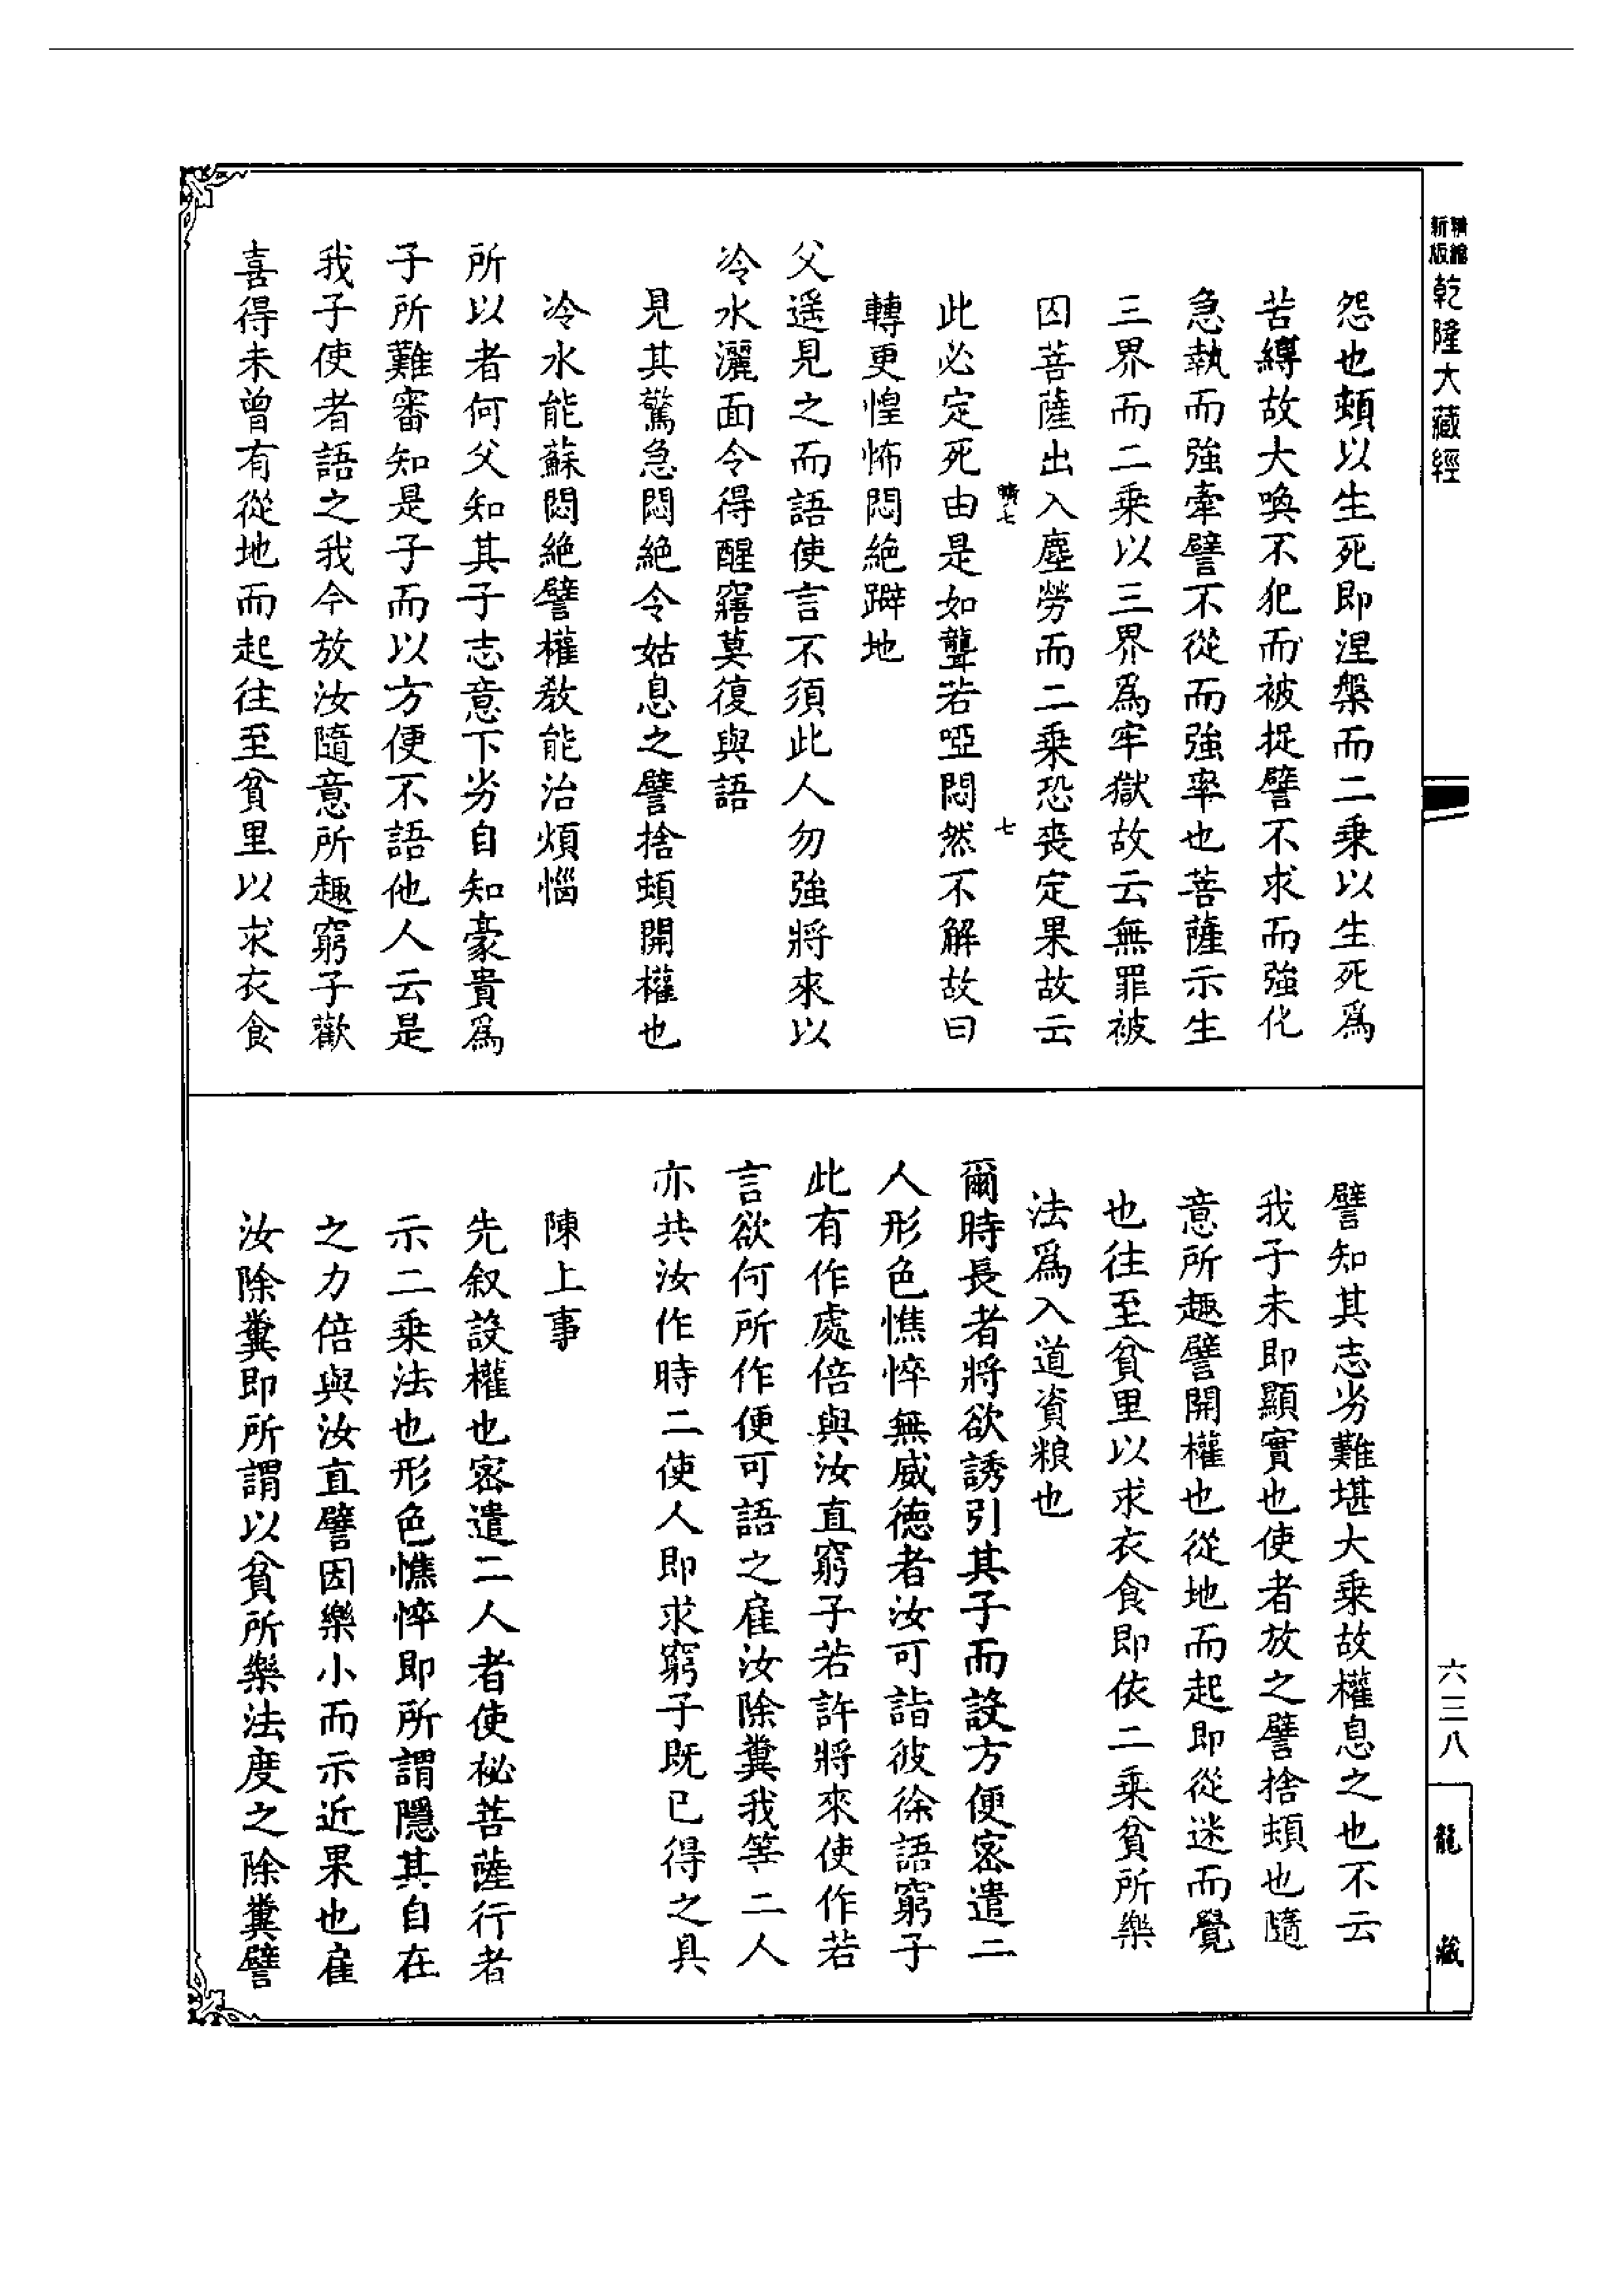 精縮新版乾隆大藏經
怨也頓以生死即涅槃而二乘以生死爲
苦縛故大喚不犯而被捉譬不求而強化
急執而強牽譬不從而強率也菩薩示生
三界而二乘以三界爲牢獄故云無罪被
囚菩薩出入塵勞而二乘恐喪定果故云
七 七
此必定死由是如聾若啞悶然不解故曰
轉更惶怖悶絶躃地
父遥見之而語使言不須此人勿強將來以
冷水灑面令得醒寤莫復與語
見其驚急悶絶令姑息之譬捨頓開權也
冷水能蘇悶絶譬權教能治煩惱
所以者何父知其子志意下劣自知豪貴爲
子所難審知是子而以方便不語他人云是
我子使者語之我今放汝隨意所趣窮子歡
喜得未曾有從地而起往至貧里以求衣食
譬知其志劣難堪大乘故權息之也不云
我子未即顯實也使者放之譬捨頓也隨
意所趣譬開權也從地而起即從迷而覺
也往至貧里以求衣食即依二乘貧所樂
法爲入道資粮也
爾時長者將欲誘引其子而設方便密遣二
人形色憔悴無威德者汝可詣彼徐語窮子
此有作處倍與汝直窮子若許將來使作若
言欲何所作便可語之雇汝除糞我等二人
亦共汝作時二使人即求窮子既已得之具
陳上事
先叙設權也密遣二人者使秘菩薩行者
示二乘法也形色憔悴即所謂隱其自在
之力倍與汝直譬因樂小而示近果也雇
汝除糞即所謂以貧所樂法度之除糞譬
六三八
龍藏